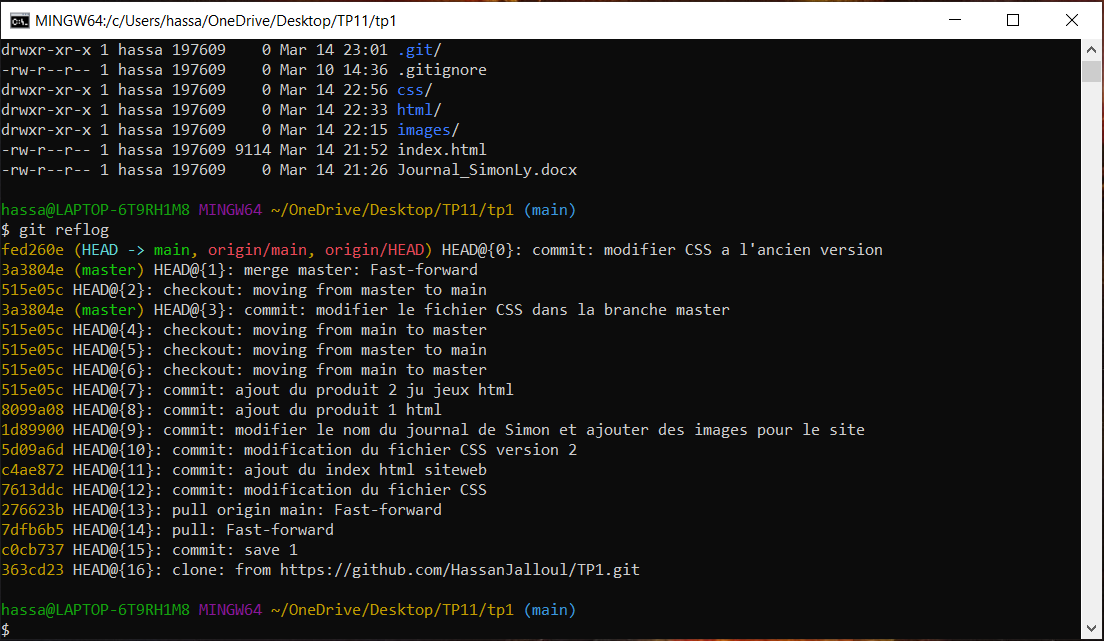 MINGW64:/c/Users/hassa/OneDrive/Desktop/TP11/tp1
drwxr-xr-x 1 hassa 197609    0 Mar 14 23:01 .git/
-rw-r--r-- 1 hassa 197609    0 Mar 10 14:36 .gitignore
drwxr-xr-x 1 hassa 197609    0 Mar 14 22:56 css/
drwxr-xr-x 1 hassa 197609    0 Mar 14 22:33 html/
drwxr-xr-x 1 hassa 197609    0 Mar 14 22:15 images/
-rw-r--r-- 1 hassa 197609 9114 Mar 14 21:52 index.html
-rw-r--r-- 1 hassa 197609    0 Mar 14 21:26 Journal_SimonLy.docx
hassa@LAPTOP-6T9RH1M8 MINGW64 ~/OneDrive/Desktop/TP11/tp1 (main)
$ git reflog
fed260e (HEAD -> main, origin/main, origin/HEAD) HEAD@{0}: commit: modifier CSS a l'ancien version
3a3804e (master) HEAD@{1}: merge master: Fast-forward
515e05c HEAD@{2}: checkout: moving from master to main
3a3804e (master) HEAD@{3}: commit: modifier le fichier CSS dans la branche master
515e05c HEAD@{4}: checkout: moving from main to master
515e05c HEAD@{5}: checkout: moving from master to main
515e05c HEAD@{6}: checkout: moving from main to master
515e05c HEAD@{7}: commit: ajout du produit 2 ju jeux html
8099a08 HEAD@{8}: commit: ajout du produit 1 html
1d89900 HEAD@{9}: commit: modifier le nom du journal de Simon et ajouter des images pour le site
5d09a6d HEAD@{10}: commit: modification du fichier CSS version 2
c4ae872 HEAD@{11}: commit: ajout du index html siteweb
7613ddc HEAD@{12}: commit: modification du fichier CSS
276623b HEAD@{13}: pull origin main: Fast-forward
7dfb6b5 HEAD@{14}: pull: Fast-forward
c0cb737 HEAD@{15}: commit: save 1
363cd23 HEAD@{16}: clone: from https://github.com/HassanJalloul/TP1.git
hassa@LAPTOP-6T9RH1M8 MINGW64 ~/OneDrive/Desktop/TP11/tp1 (main)
$